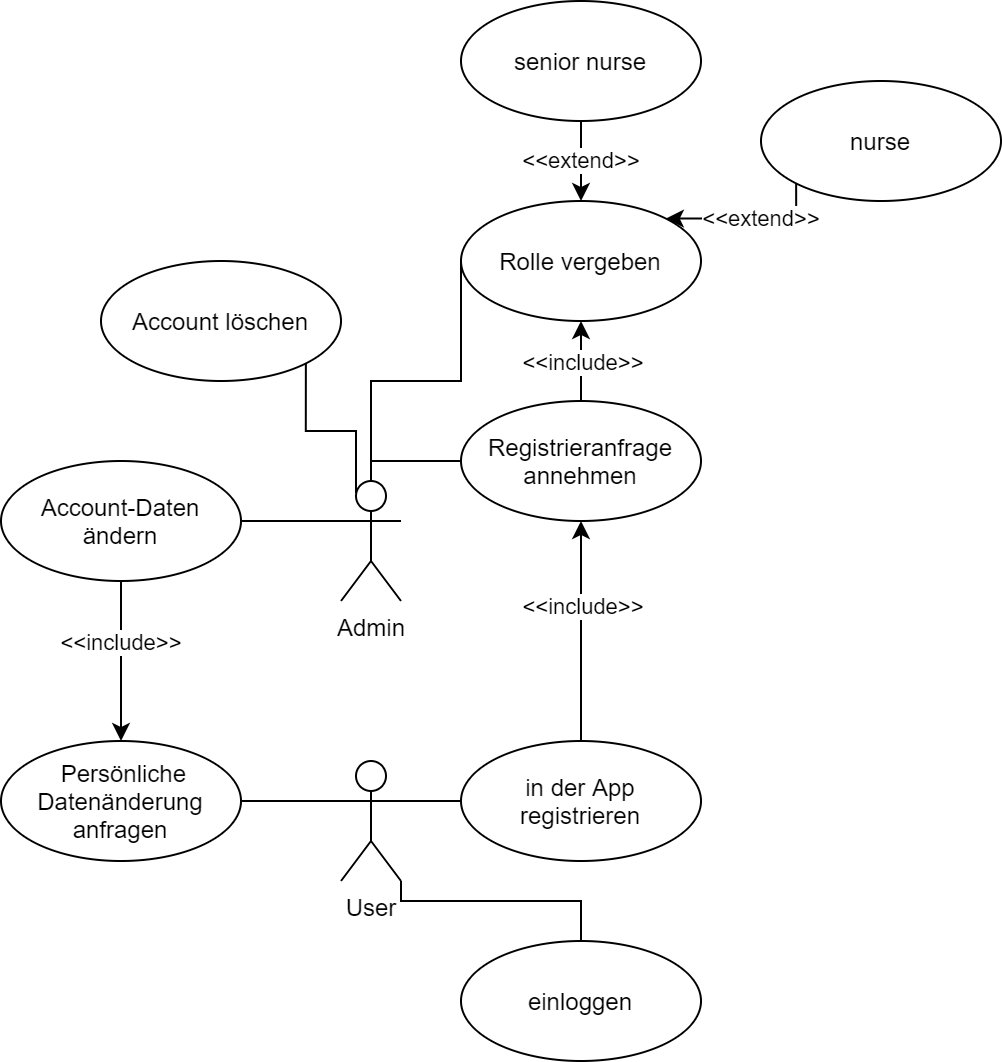 senior nurse
nurse
<<extend>>
<<extend>>
Rolle vergeben
Account löschen
<<include>>
Registrieranfrage
annehmen
Account-Daten
ändern
<<include>>
Admin
<<include>>
Persönliche
Datenänderung
anfragen
in der App
registrieren
User
einloggen